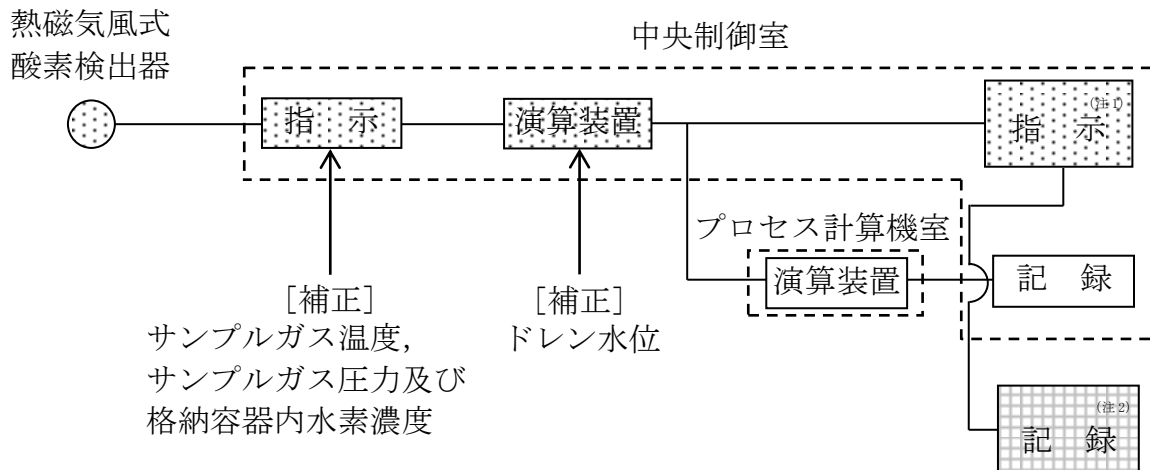 熱磁気風式
酸素検出器
中央制御室
指 示
演算装置
(注1)
指 示
プロセス計算機室
演算装置
記 録
[補正]
サンプルガス温度,
サンプルガス圧力及び
格納容器内水素濃度
[補正]
ドレン水位
(注2)
記 録